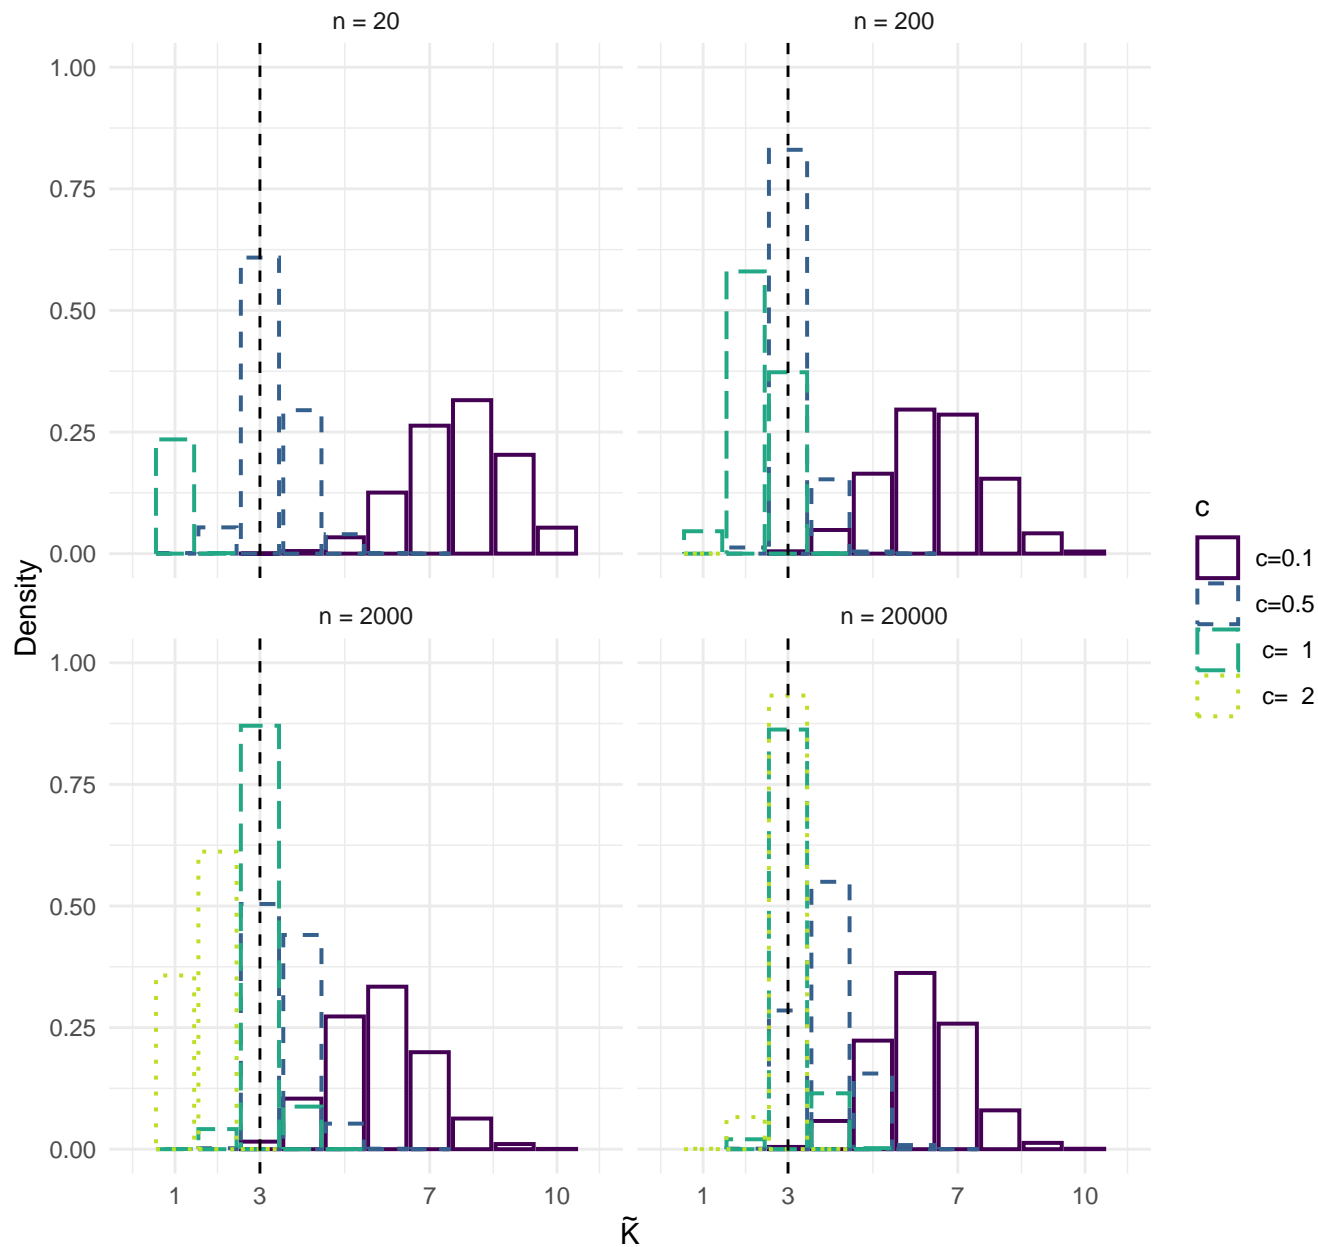 n = 20
n = 200
1.00
0.75
0.50
0.25
0.00
n = 2000
n = 20000
1.00
0.75
0.50
0.25
0.00
1 3 7 10
1 3 7 10
Density
K̃
c
c=0.1
c=0.5
c= 1
c= 2